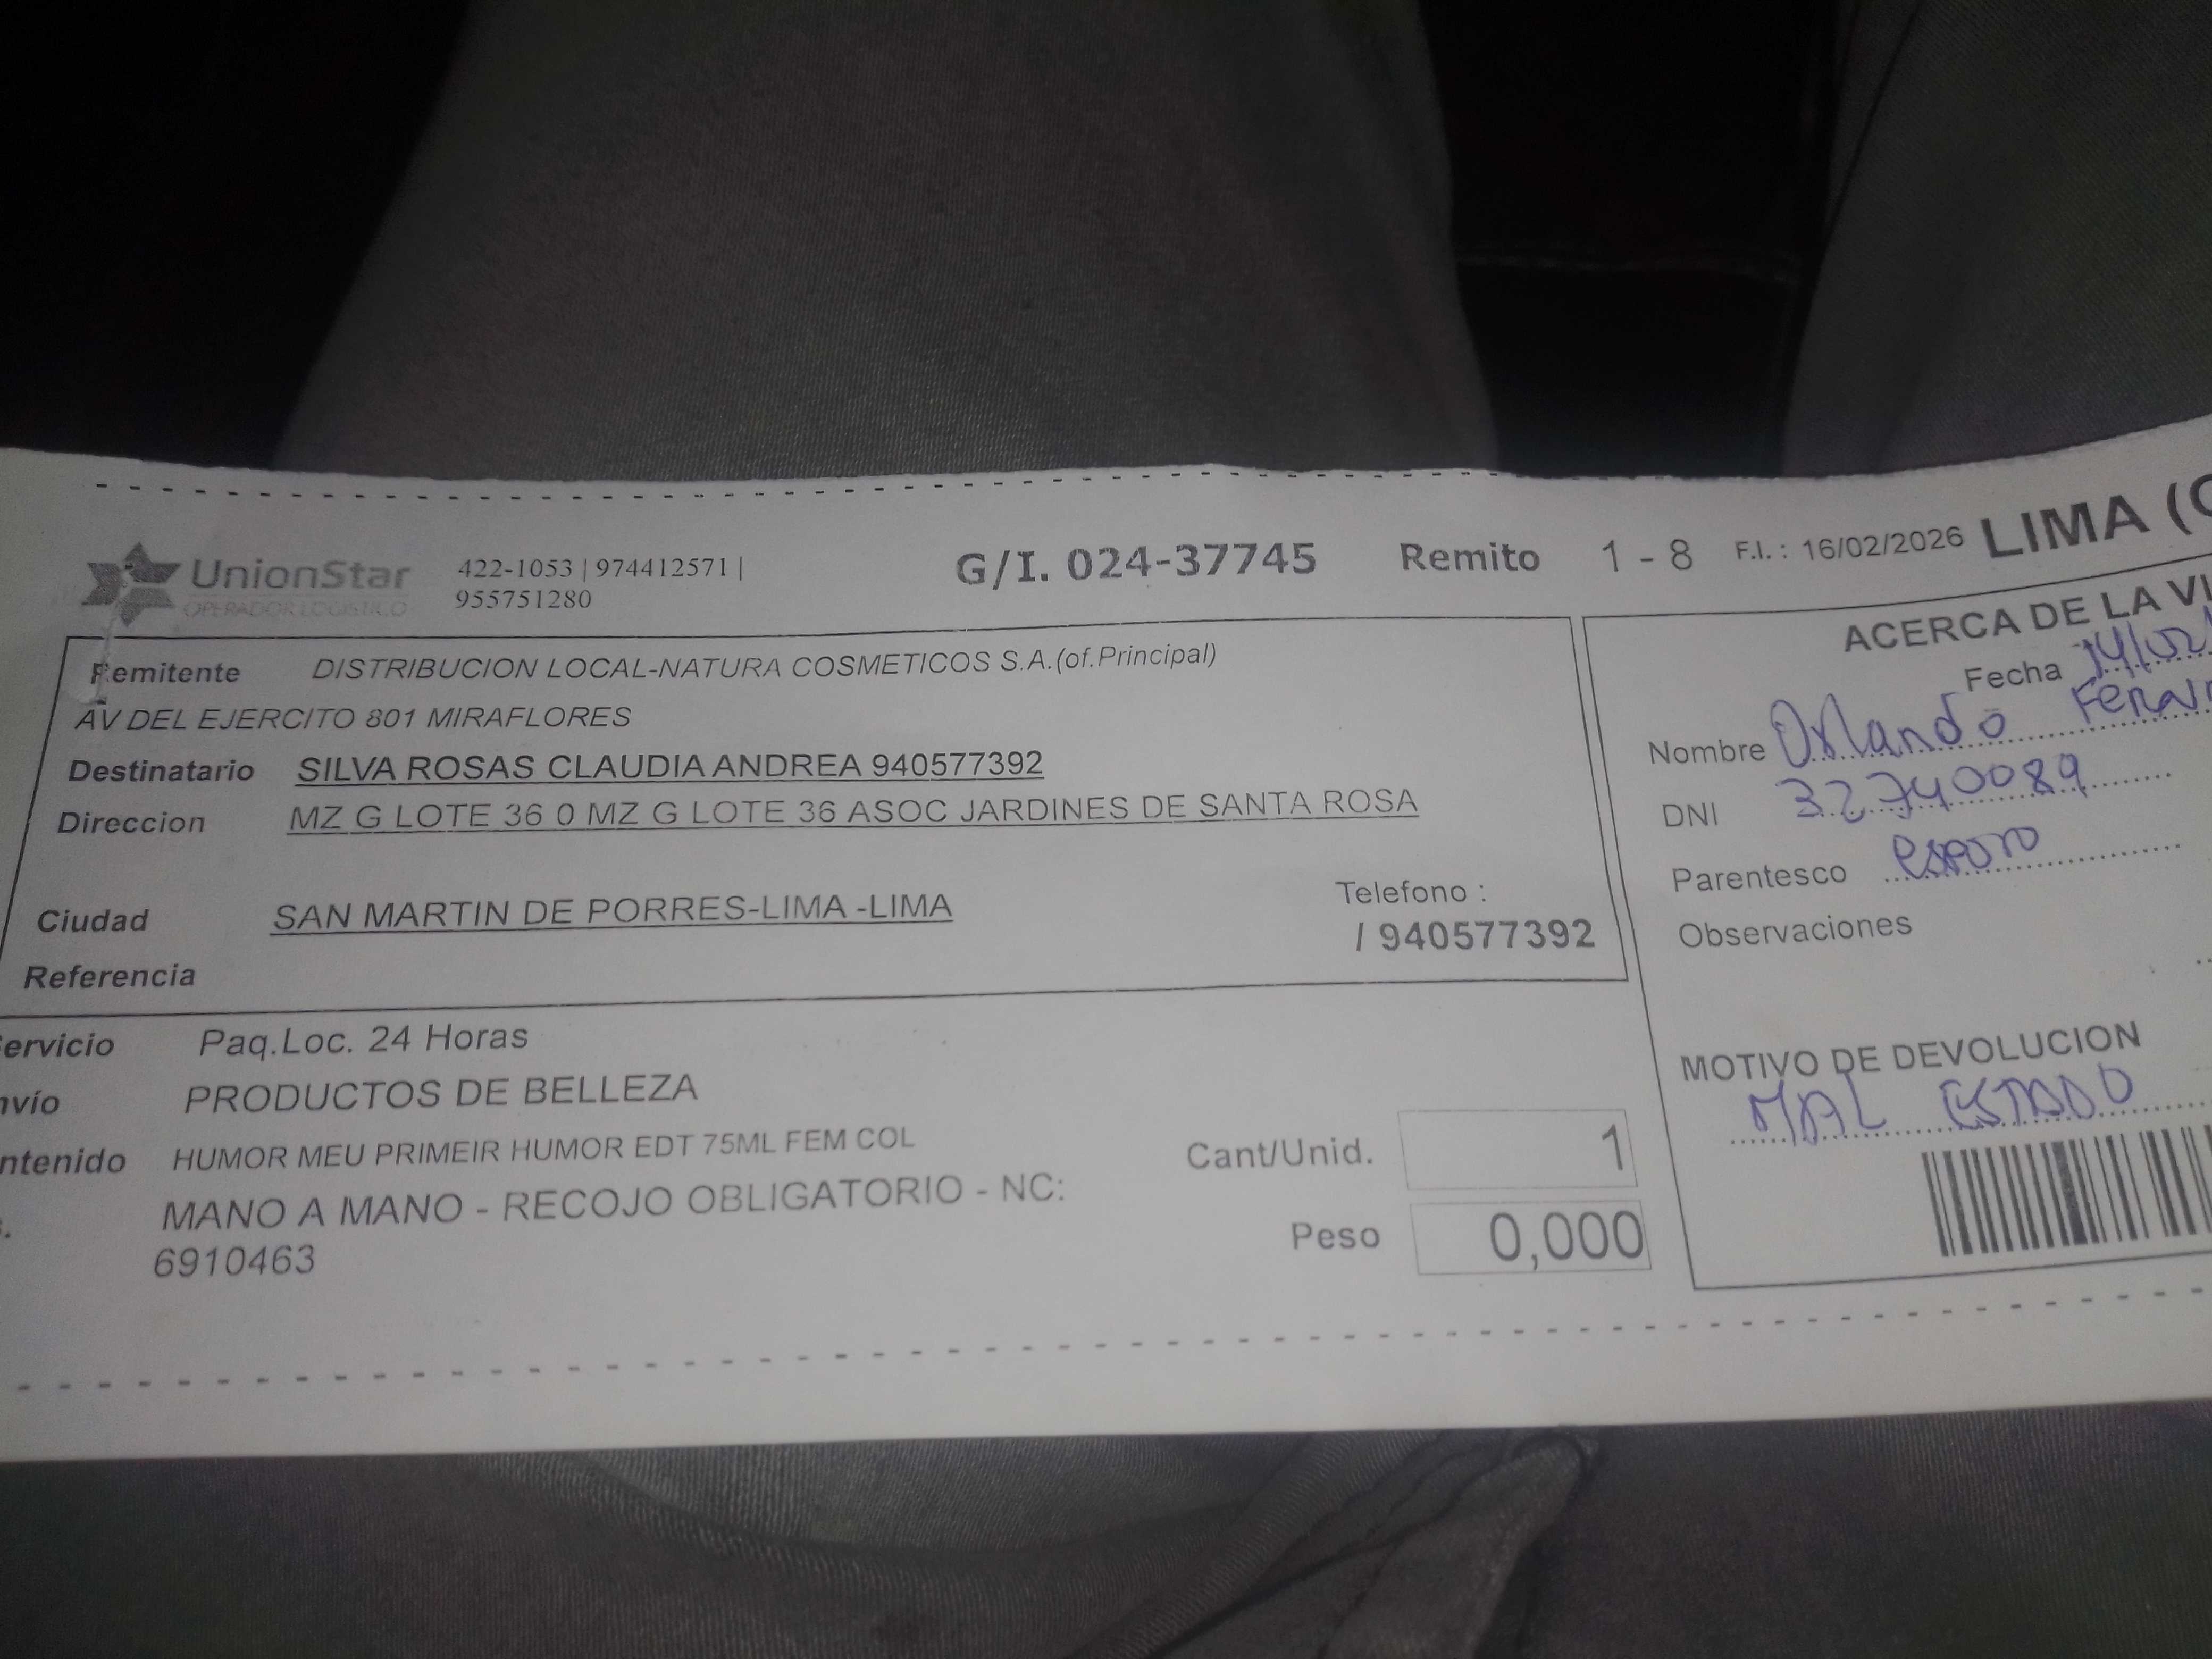 UnionStar
OPERADOR LOGISTICO
422-1053 | 974412571 |
955751280
G/I. 024-37745 Remito 1 - 8 F.I.: 16/02/2026 LIMA (
Remitente DISTRIBUCION LOCAL-NATURA COSMETICOS S.A.(of.Principal)
AV DEL EJERCITO 801 MIRAFLORES
Destinatario SILVA ROSAS CLAUDIA ANDREA 940577392
Direccion MZ G LOTE 36 0 MZ G LOTE 36 ASOC JARDINES DE SANTA ROSA
Ciudad SAN MARTIN DE PORRES-LIMA -LIMA
Telefono :
/ 940577392
Referencia
ervicio Paq.Loc. 24 Horas
nvío PRODUCTOS DE BELLEZA
ntenido HUMOR MEU PRIMEIR HUMOR EDT 75ML FEM COL
MANO A MANO - RECOJO OBLIGATORIO - NC:
6910463
Cant/Unid. 1
Peso 0,000
ACERCA DE LA VI
Fecha
Nombre Orlando
DNI 32740089
Parentesco esposo
Observaciones
MOTIVO DE DEVOLUCION
MAL ESTADO